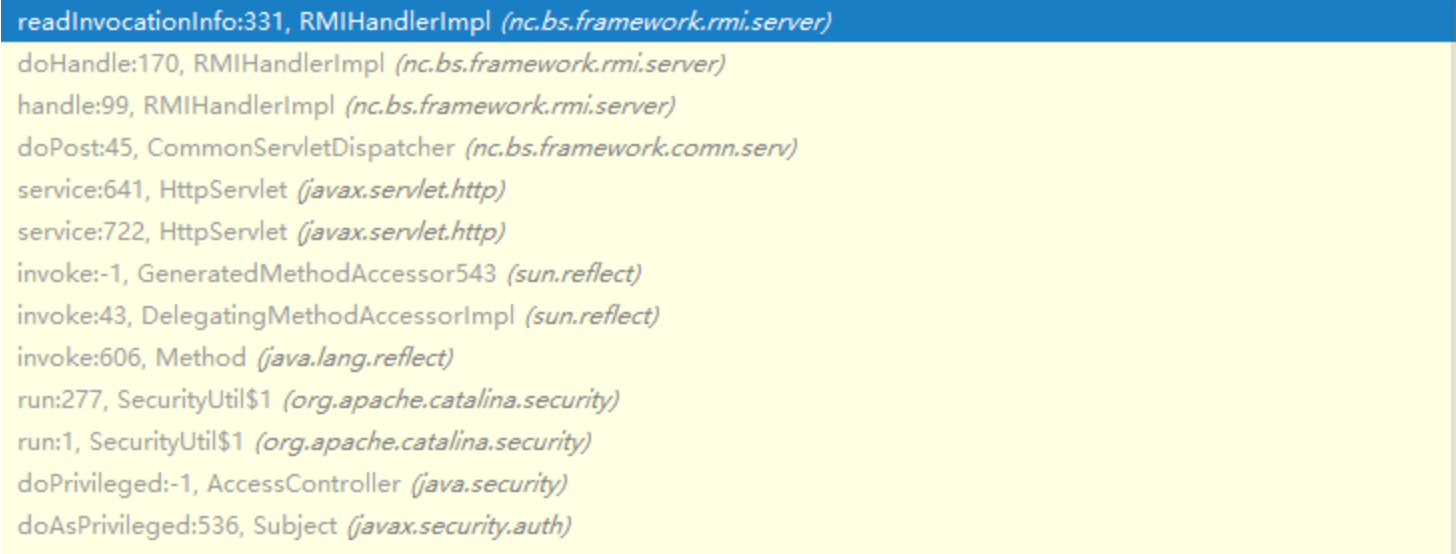 readInvocationInfo:331, RMIHandlerImpl (nc.bs.framework.rmi.server)
doHandle:170, RMIHandlerImpl (nc.bs.framework.rmi.server)
handle:99, RMIHandlerImpl (nc.bs.framework.rmi.server)
doPost:45, CommonServletDispatcher (nc.bs.framework.comn.serv)
service:641, HttpServlet (javax.servlet.http)
service:722, HttpServlet (javax.servlet.http)
invoke:-1, GeneratedMethodAccessor543 (sun.reflect)
invoke:43, DelegatingMethodAccessorImpl (sun.reflect)
invoke:606, Method (java.lang.reflect)
run:277, SecurityUtil$1 (org.apache.catalina.security)
run:1, SecurityUtil$1 (org.apache.catalina.security)
doPrivileged:-1, AccessController (java.security)
doAsPrivileged:536, Subject (javax.security.auth)